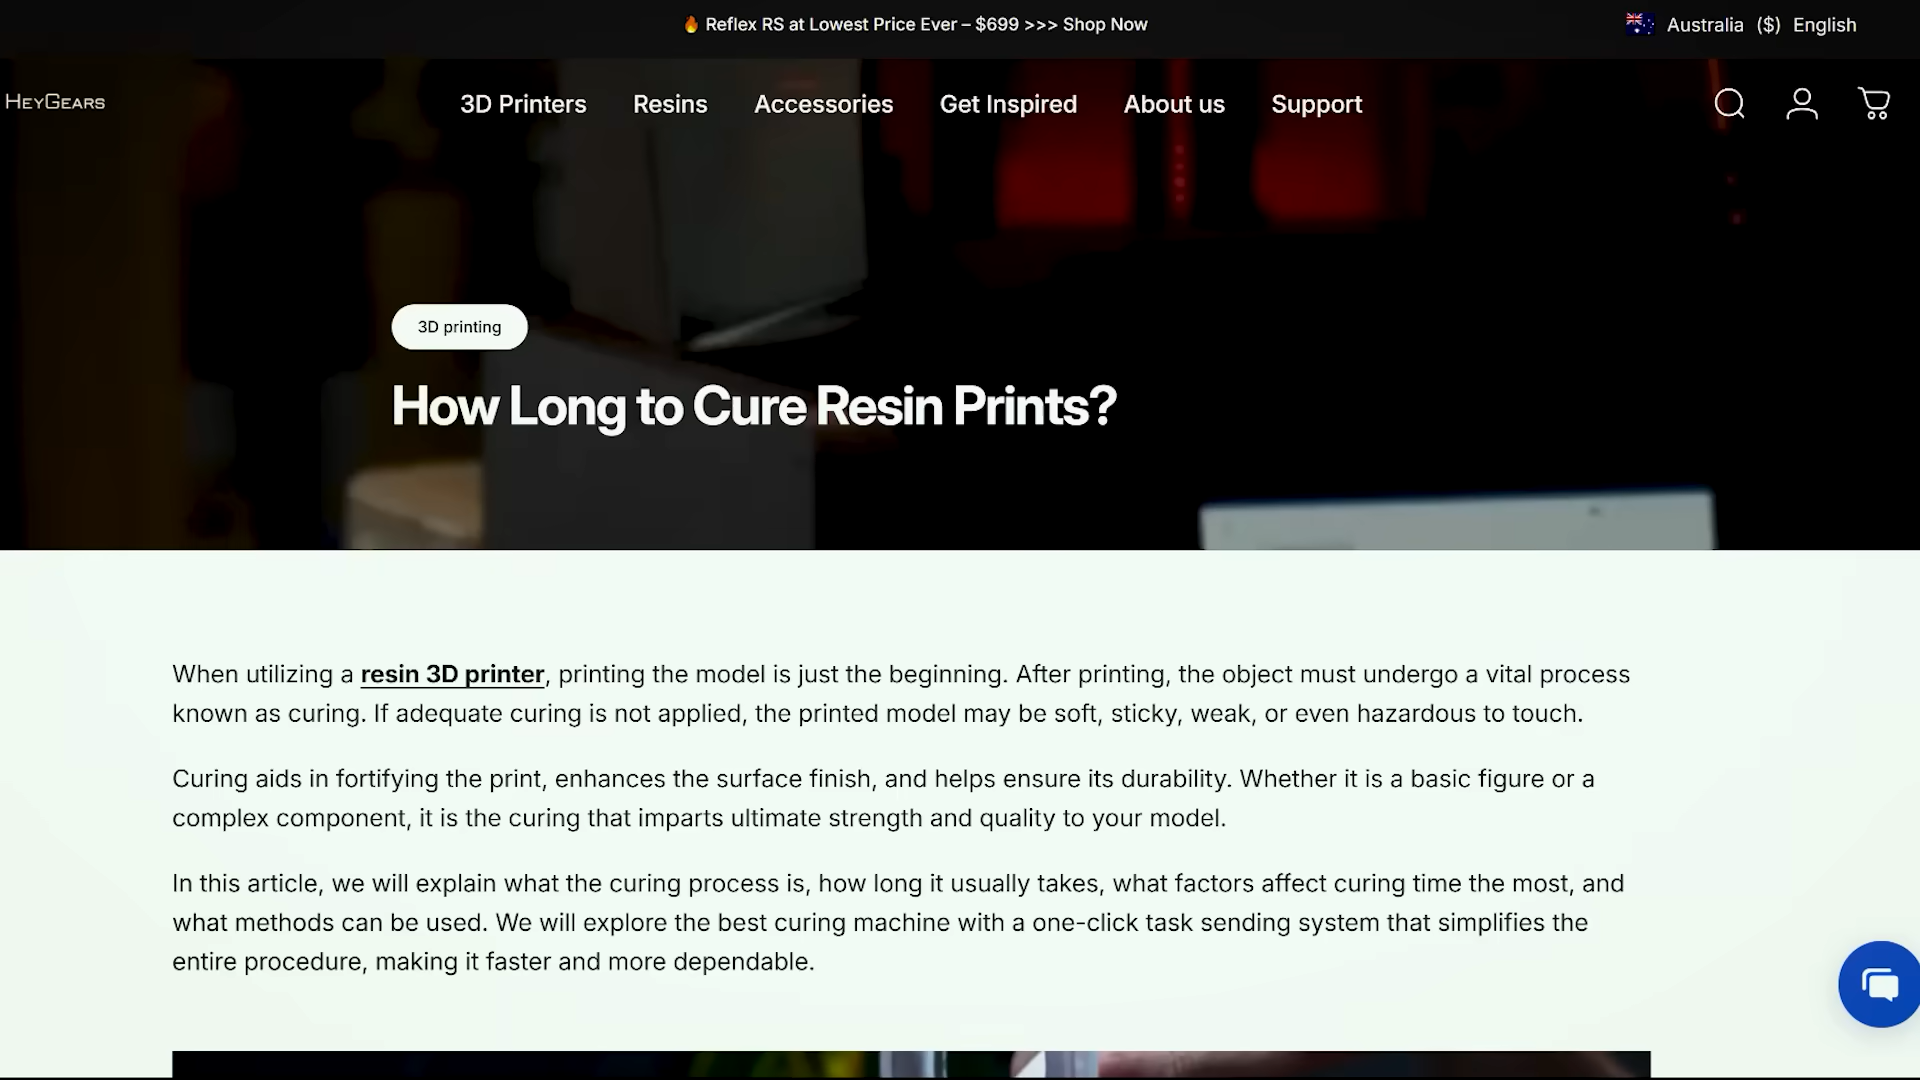 🔥 Reflex RS at Lowest Price Ever – $699 >>> Shop Now
Australia ($) English
HEYGEARS
3D Printers Resins Accessories Get Inspired About us Support
3D printing
How Long to Cure Resin Prints?
When utilizing a resin 3D printer, printing the model is just the beginning. After printing, the object must undergo a vital process
known as curing. If adequate curing is not applied, the printed model may be soft, sticky, weak, or even hazardous to touch.
Curing aids in fortifying the print, enhances the surface finish, and helps ensure its durability. Whether it is a basic figure or a
complex component, it is the curing that imparts ultimate strength and quality to your model.
In this article, we will explain what the curing process is, how long it usually takes, what factors affect curing time the most, and
what methods can be used. We will explore the best curing machine with a one-click task sending system that simplifies the
entire procedure, making it faster and more dependable.